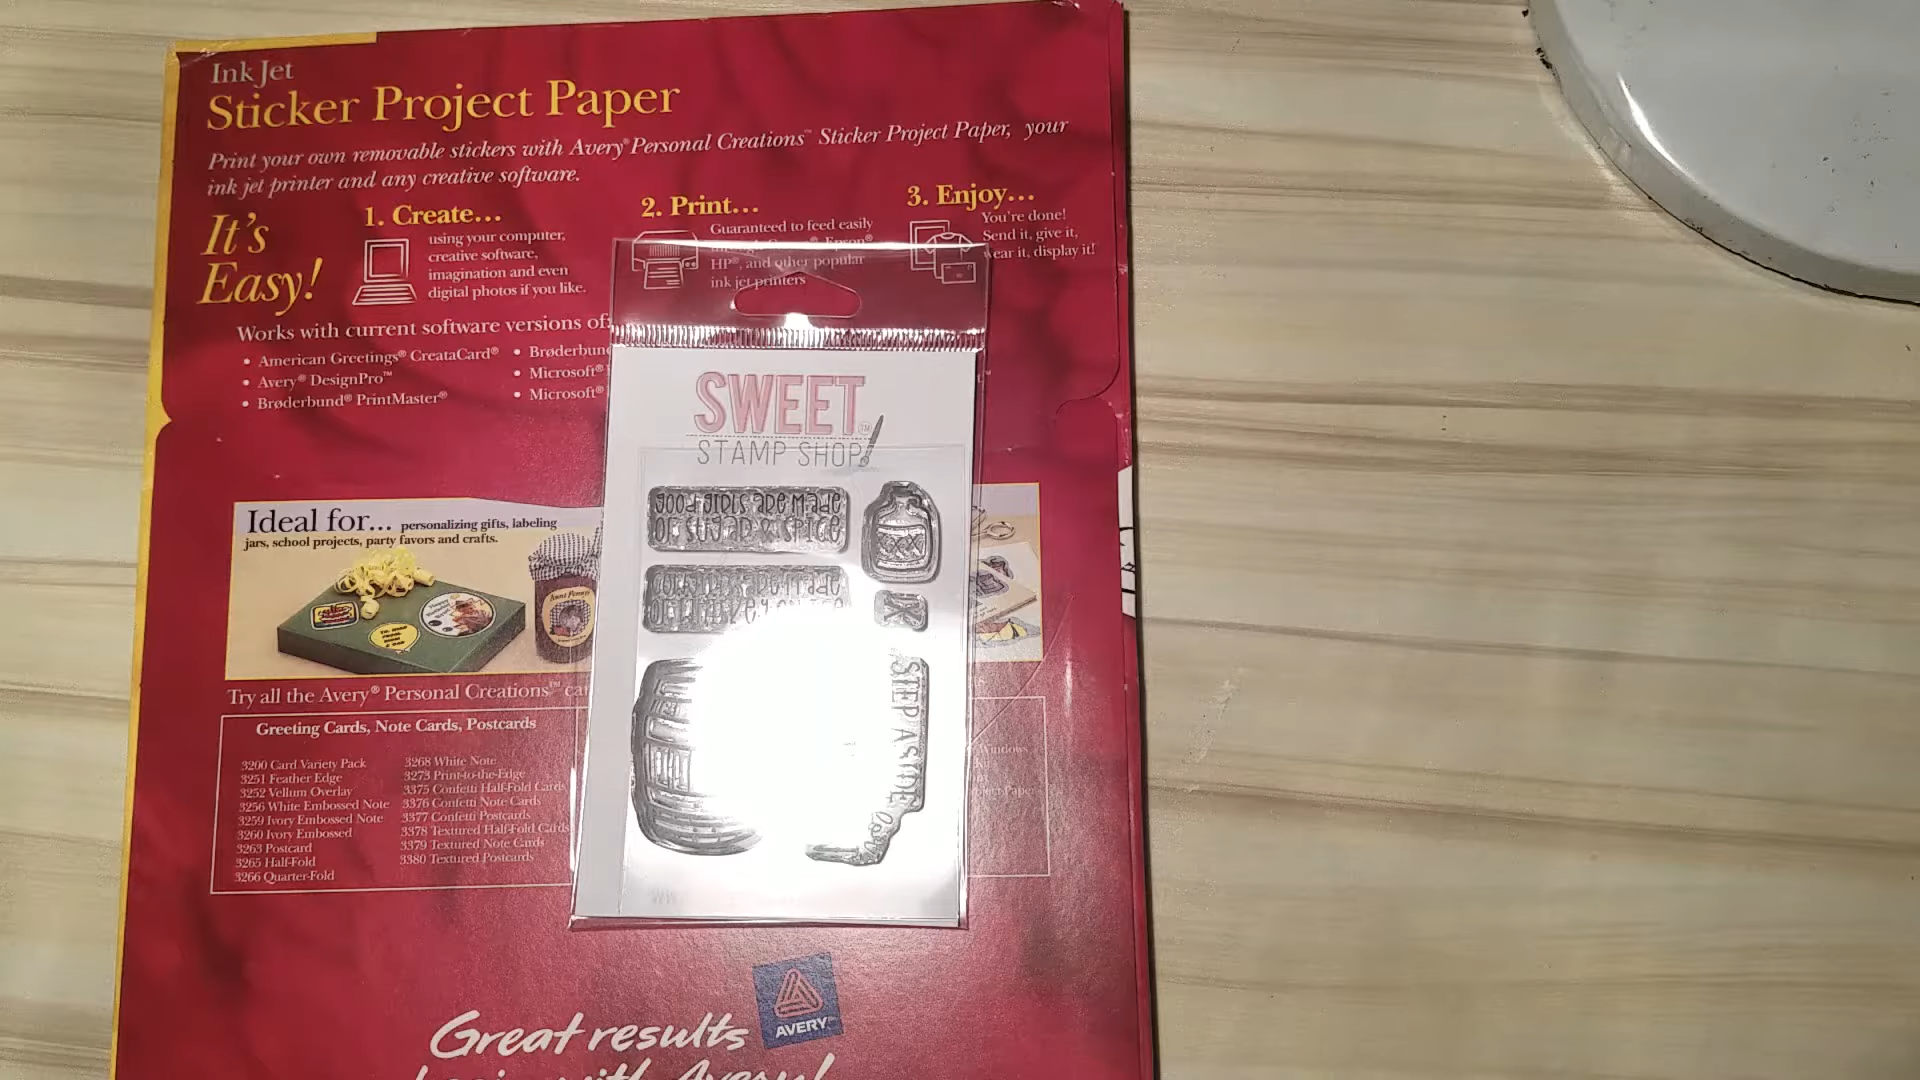 Ink Jet
Sticker Project Paper
Print your own removable stickers with Avery® Personal Creations™ Sticker Project Paper, your
ink jet printer and any creative software.
It's
Easy!
1. Create...
using your computer,
creative software,
imagination and even
digital photos if you like.
2. Print...
Guaranteed to feed easily
Epson®
HP®, and other popular
ink jet printers
3. Enjoy...
You're done!
Send it, give it,
wear it, display it!
Works with current software versions of:
• American Greetings® CreataCard®
• Avery® DesignPro™
• Brøderbund® PrintMaster®
• Brøderbund
• Microsoft®
• Microsoft®
Ideal for... personalizing gifts, labeling
jars, school projects, party favors and crafts.
Try all the Avery® Personal Creations™
Greeting Cards, Note Cards, Postcards
3200 Card Variety Pack
3251 Feather Edge
3252 Vellum Overlay
3256 White Embossed Note
3259 Ivory Embossed Note
3260 Ivory Embossed
3263 Postcard
3265 Half-Fold
3266 Quarter-Fold
3268 White Note
3273 Print-to-the-Edge
3375 Confetti Half-Fold Cards
3376 Confetti Note Cards
3377 Confetti Postcards
3378 Textured Half-Fold Cards
3379 Textured Note Cards
3380 Textured Postcards
Windows
SWEET™
STAMP SHOP
good girls are made
of sugar & spice
XXX
STEP ASIDE
AVERY
Great results
with Avery!